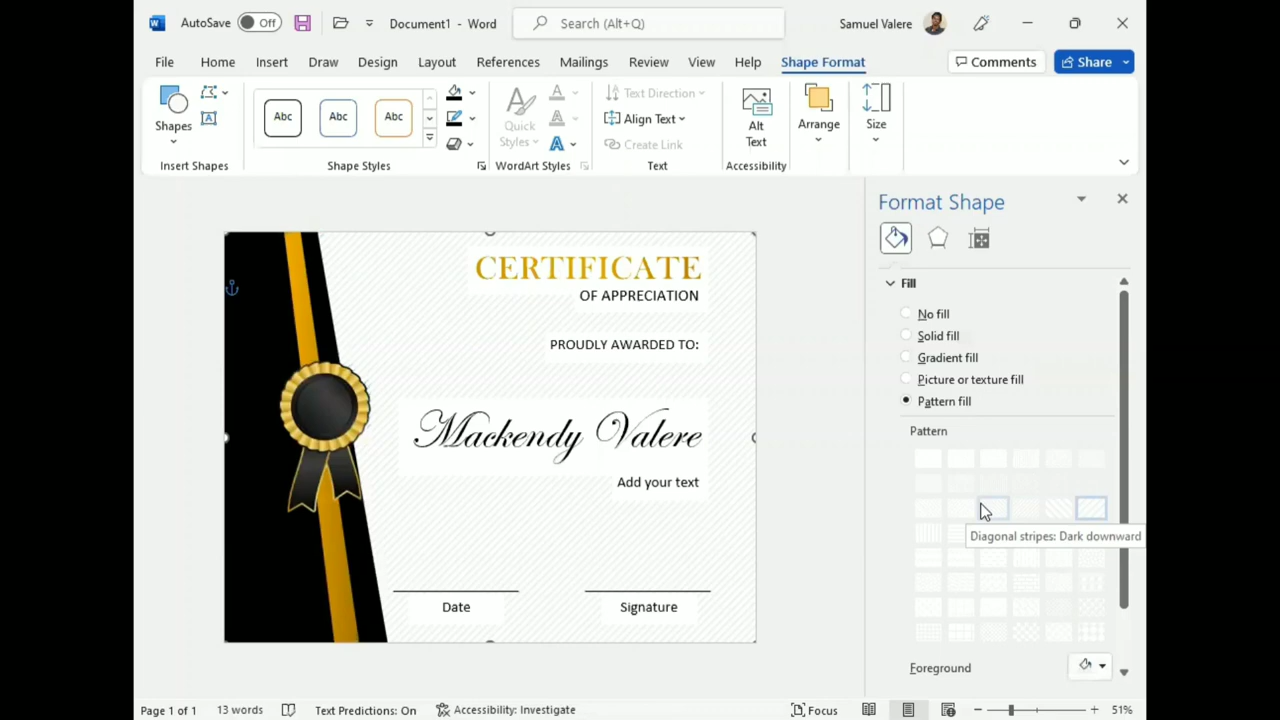 AutoSave Off Document1 - Word Search (Alt+Q) Samuel Valere
File Home Insert Draw Design Layout References Mailings Review View Help Shape Format Comments Share
Shapes
Insert Shapes
Abc Abc Abc
Shape Styles
Quick Styles
WordArt Styles
Text Direction
Align Text
Create Link
Text
Alt Text
Accessibility
Arrange
Size
CERTIFICATE
OF APPRECIATION
PROUDLY AWARDED TO:
Mackendy Valere
Add your text
Date Signature
Format Shape
Fill
No fill
Solid fill
Gradient fill
Picture or texture fill
Pattern fill
Pattern
Diagonal stripes: Dark downward
Foreground
Page 1 of 1 13 words Text Predictions: On Accessibility: Investigate Focus 51%